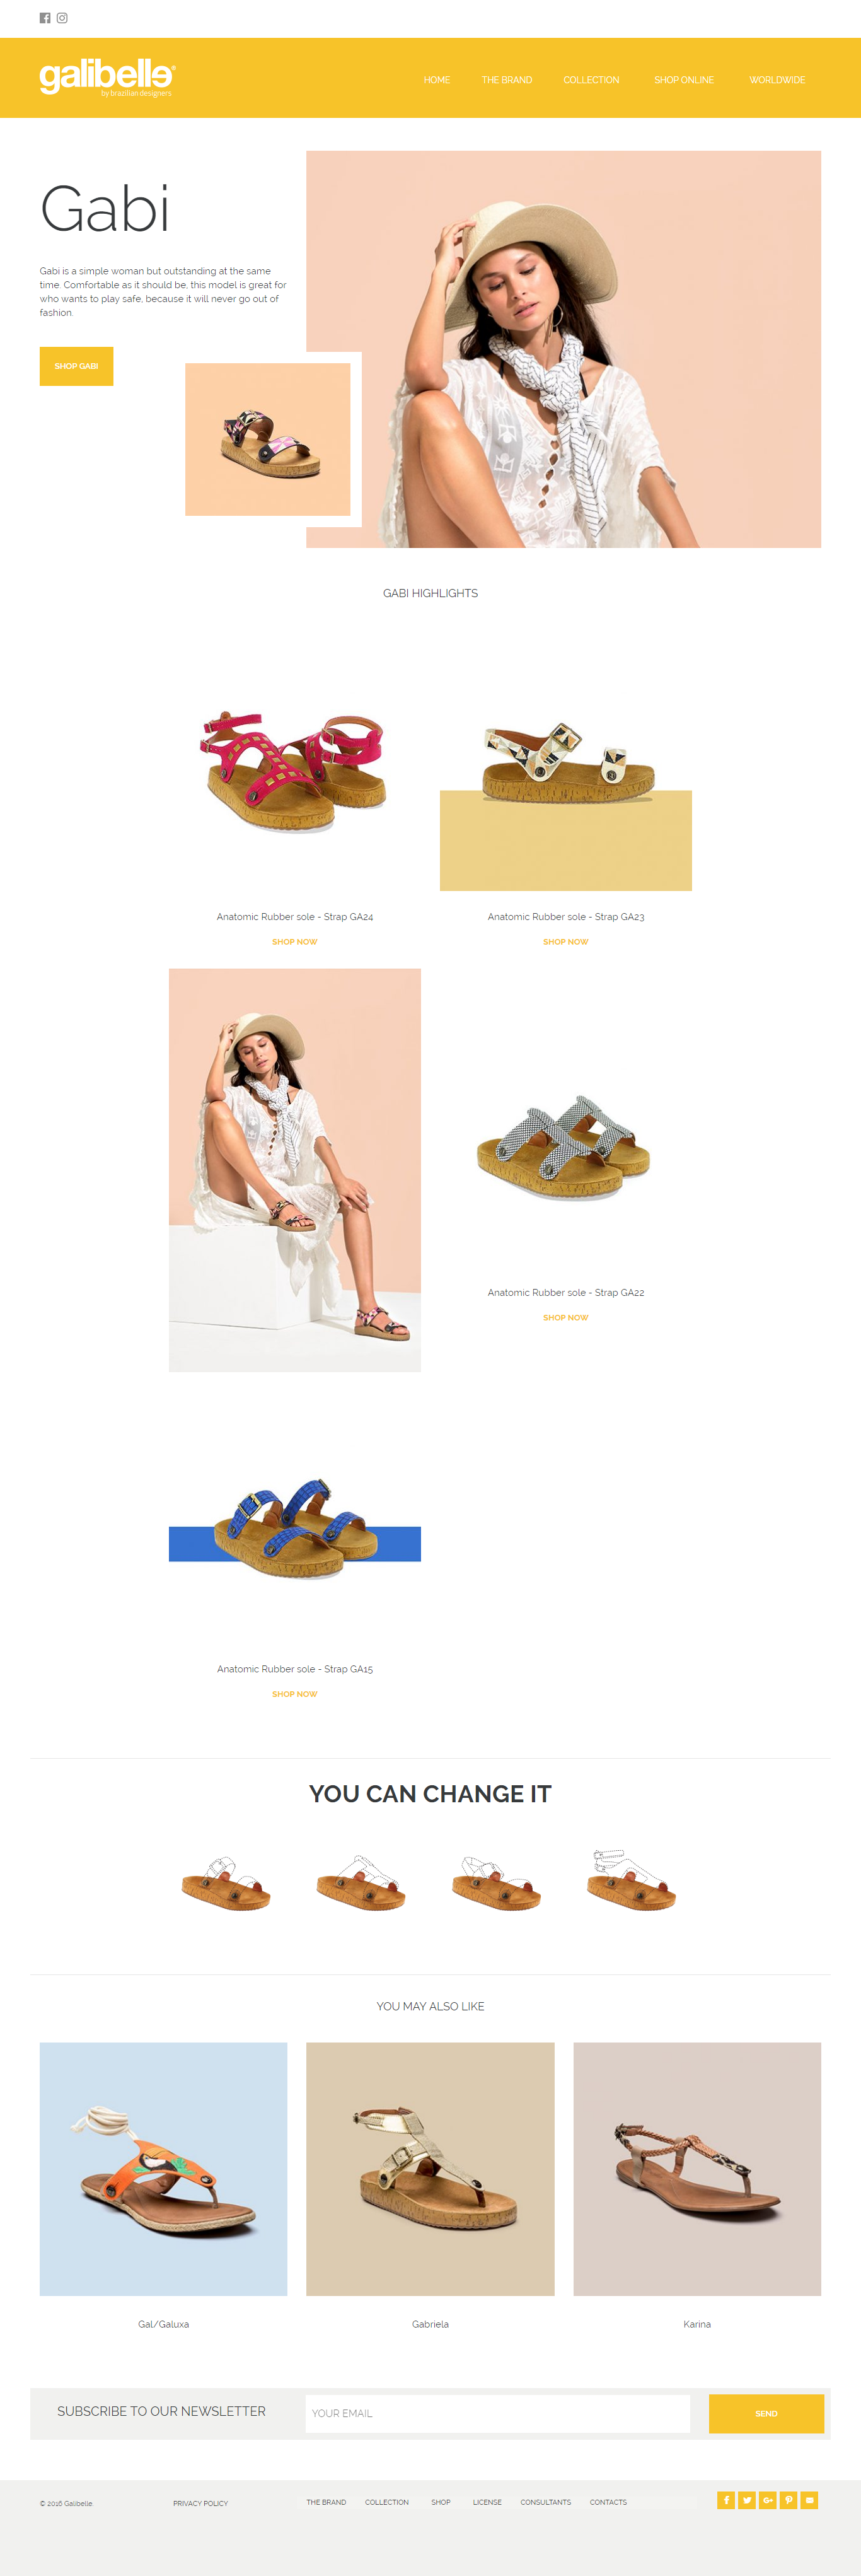 galibelle®
by brazilian designers
HOME THE BRAND COLLECTION SHOP ONLINE WORLDWIDE
Gabi
Gabi is a simple woman but outstanding at the same
time. Comfortable as it should be, this model is great for
who wants to play safe, because it will never go out of
fashion.
SHOP GABI
GABI HIGHLIGHTS
Anatomic Rubber sole - Strap GA24
SHOP NOW
Anatomic Rubber sole - Strap GA23
SHOP NOW
Anatomic Rubber sole - Strap GA22
SHOP NOW
Anatomic Rubber sole - Strap GA15
SHOP NOW
YOU CAN CHANGE IT
YOU MAY ALSO LIKE
Gal/Galuxa
Gabriela
Karina
SUBSCRIBE TO OUR NEWSLETTER
YOUR EMAIL
SEND
© 2016 Galibelle.
PRIVACY POLICY
THE BRAND COLLECTION SHOP LICENSE CONSULTANTS CONTACTS